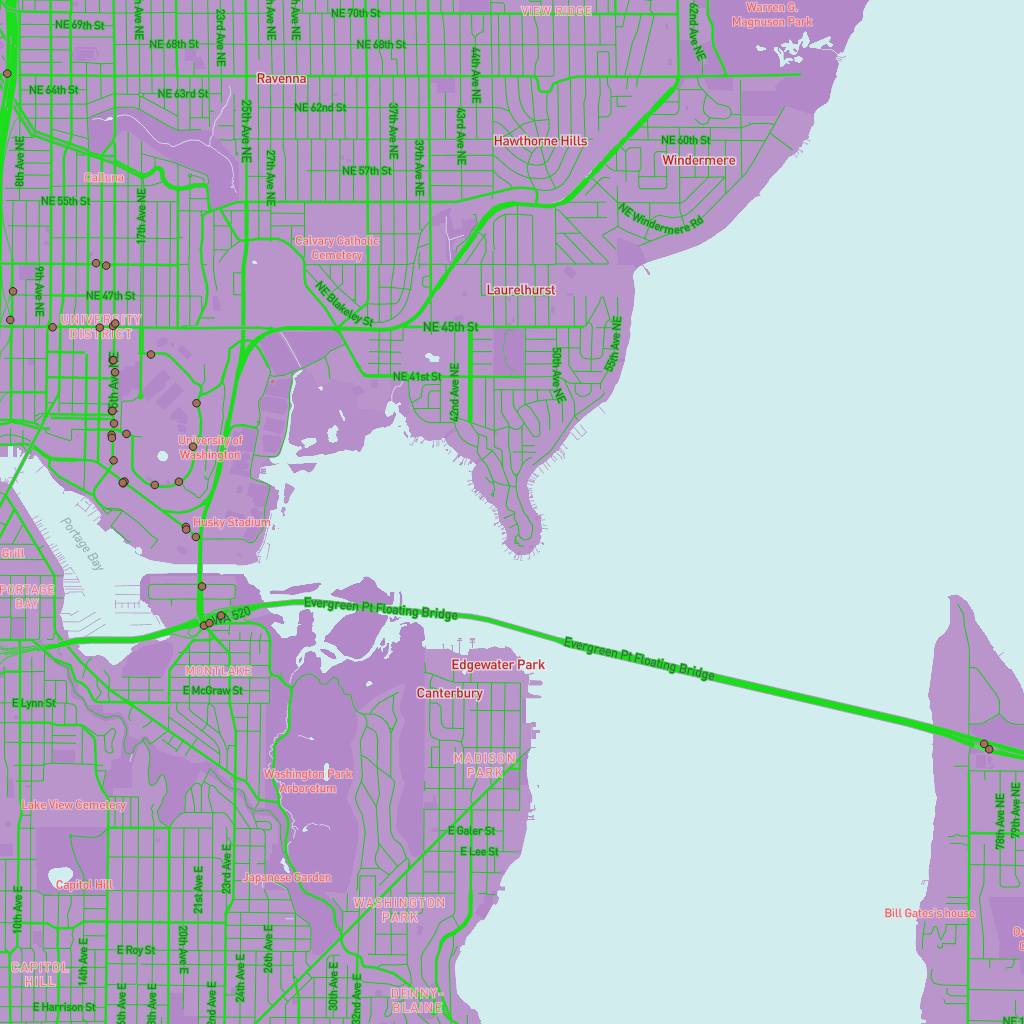 NE 70th St
VIEW RIDGE
Warren G.
Magnuson Park
NE 69th St
23rd Ave NE
62nd Ave NE
NE 68th St
NE 68th St
44th Ave NE
Ravenna
NE 64th St
NE 63rd St
NE 62nd St
25th Ave NE
37th Ave NE
43rd Ave NE
Hawthorne Hills
NE 60th St
Windermere
8th Ave NE
27th Ave NE
39th Ave NE
NE 57th St
Calluna
NE 55th St
17th Ave NE
NE Windermere Rd
Calvary Catholic
Cemetery
9th Ave NE
NE 47th St
NE Blakeley St
Laurelhurst
UNIVERSITY
DISTRICT
NE 45th St
55th Ave NE
NE 41st St
42nd Ave NE
50th Ave NE
University of
Washington
Husky Stadium
Portage Bay
Grill
PORTAGE
BAY
WA 520
Evergreen Pt Floating Bridge
Evergreen Pt Floating Bridge
MONTLAKE
Edgewater Park
E McGraw St
Canterbury
E Lynn St
MADISON
PARK
Washington Park
Arboretum
Lake View Cemetery
78th Ave NE
79th Ave NE
E Galer St
E Lee St
23rd Ave E
Capitol Hill
21st Ave E
Japanese Garden
10th Ave E
WASHINGTON
PARK
Bill Gates's house
E Roy St
14th Ave E
20th Ave E
26th Ave E
CAPITOL
HILL
24th Ave E
30th Ave E
32nd Ave E
DENNY-
BLAINE
E Harrison St